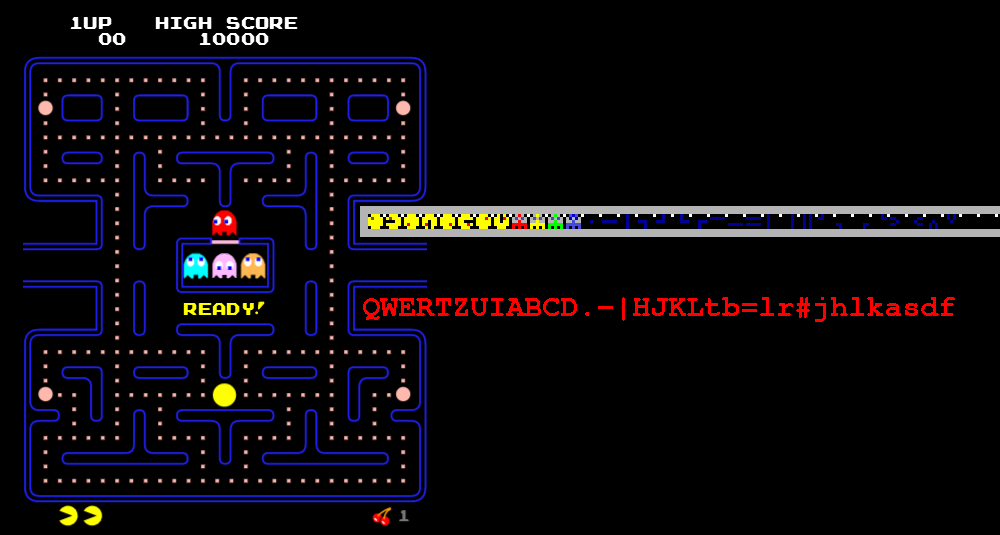 1UP HIGH SCORE
00 10000
READY!
QWERTZUIABCD.-|HJKLtb=lr#jhlkasdf
1